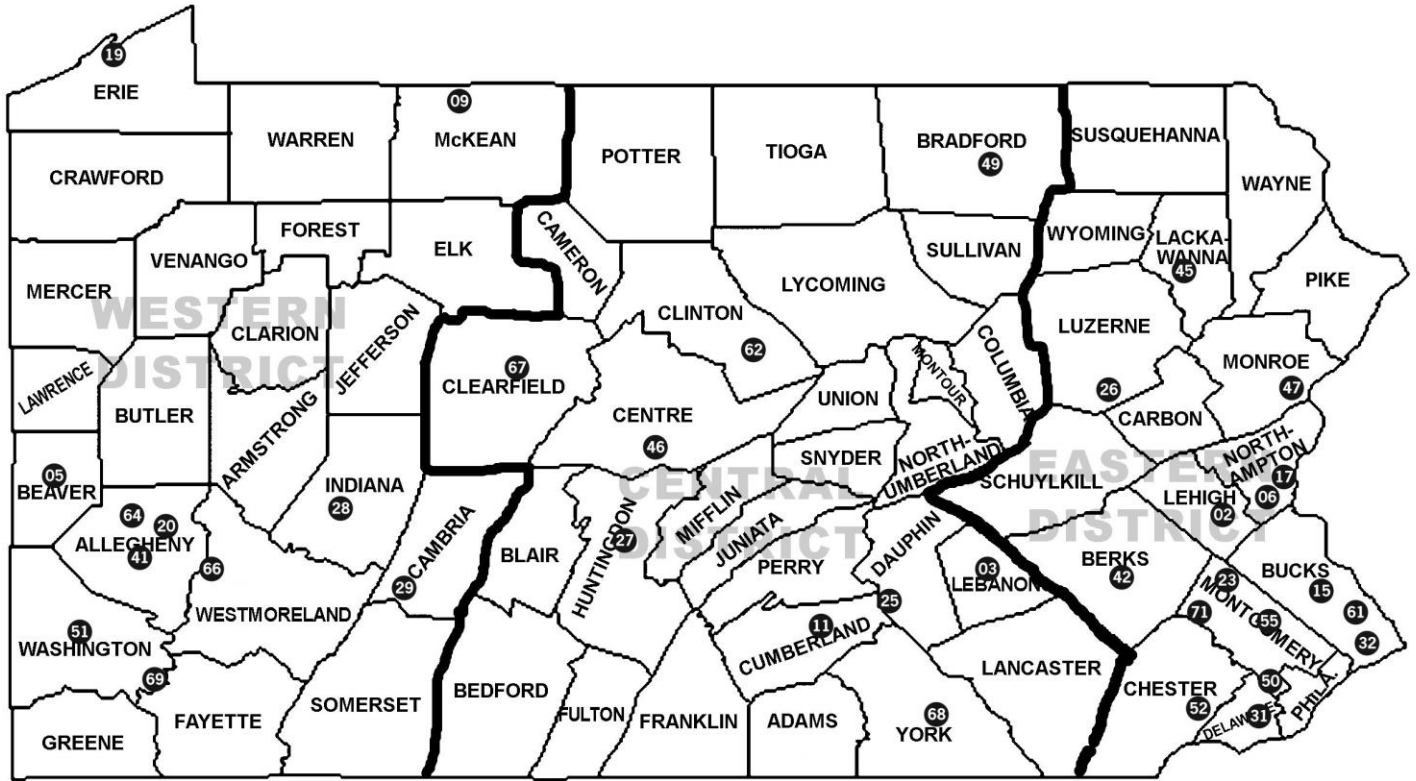 19
ERIE
WARREN
09
McKEAN
POTTER
TIOGA
BRADFORD
49
SUSQUEHANNA
WAYNE
CRAWFORD
FOREST
VENANGO
ELK
CAMERON
SULLIVAN
WYOMING
LACKA-
WANNA
45
PIKE
MERCER
WESTERN
DISTRICT
CLARION
JEFFERSON
CLINTON
62
LYCOMING
LUZERNE
26
MONROE
47
LAWRENCE
BUTLER
ARMSTRONG
CLEARFIELD
67
CENTRE
46
UNION
MONTOUR
COLUMBIA
CARBON
05
BEAVER
INDIANA
28
SNYDER
NORTH-
UMBERLAND
SCHUYLKILL
EASTERN
DISTRICT
NORTH-
AMPTON
17
06
LEHIGH
02
64
20
ALLEGHENY
41
66
WESTMORELAND
CAMBRIA
29
BLAIR
HUNTINGDON
27
CENTRAL
DISTRICT
MIFFLIN
JUNIATA
PERRY
DAUPHIN
25
03
LEBANON
BERKS
42
BUCKS
15
61
32
51
WASHINGTON
69
11
CUMBERLAND
23
71
55
MONTGOMERY
GREENE
FAYETTE
SOMERSET
BEDFORD
FULTON
FRANKLIN
ADAMS
68
YORK
LANCASTER
CHESTER
52
50
DELAWARE
31
PHILA.